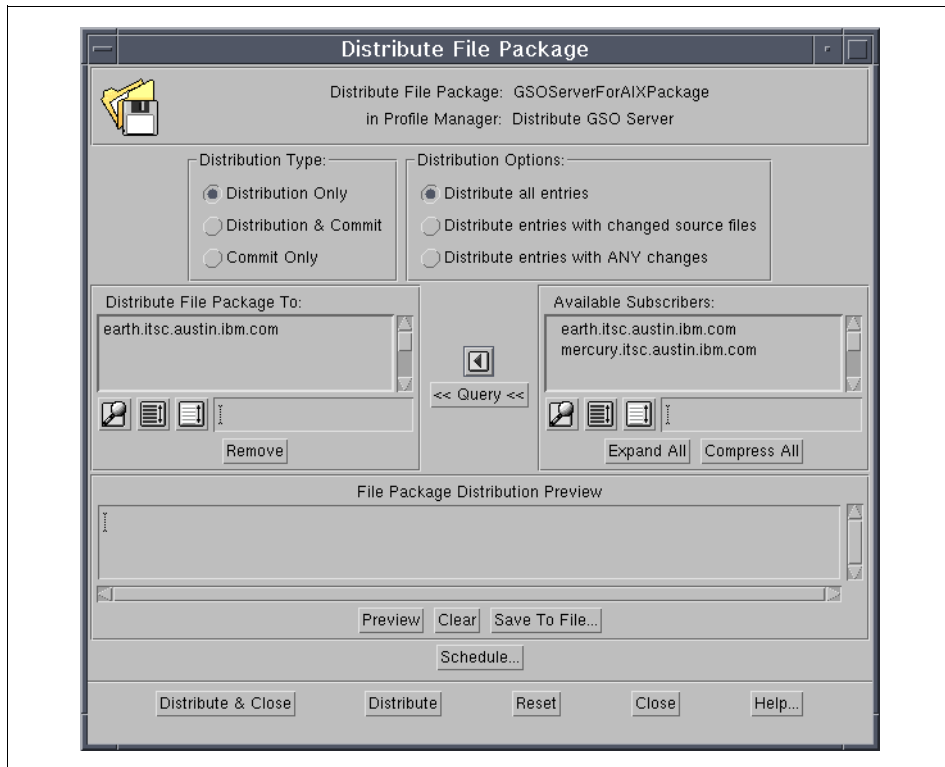 Distribute File Package
Distribute File Package: GSOServerForAIXPackage
in Profile Manager: Distribute GSO Server
Distribution Type:
Distribution Only
Distribution & Commit
Commit Only
Distribution Options:
Distribute all entries
Distribute entries with changed source files
Distribute entries with ANY changes
Distribute File Package To:
earth.itsc.austin.ibm.com
Remove
<< Query <<
Available Subscribers:
earth.itsc.austin.ibm.com
mercury.itsc.austin.ibm.com
Expand All Compress All
File Package Distribution Preview
Preview Clear Save To File...
Schedule...
Distribute & Close Distribute Reset Close Help...